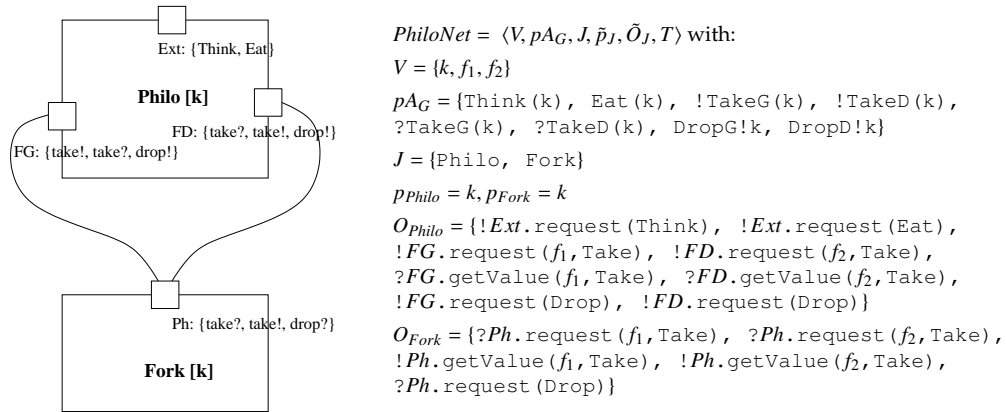 Ext: {Think, Eat}
Philo [k]
FD: {take?, take!, drop!}
FG: {take!, take?, drop!}
Ph: {take?, take!, drop?}
Fork [k]
PhiloNet = ⟨V, pA_G, J, p̃_J, Õ_J, T⟩ with:
V = {k, f₁, f₂}
pA_G = {Think(k), Eat(k), !TakeG(k), !TakeD(k),
?TakeG(k), ?TakeD(k), DropG!k, DropD!k}
J = {Philo, Fork}
p_Philo = k, p_Fork = k
O_Philo = {!Ext.request(Think), !Ext.request(Eat),
!FG.request(f₁,Take), !FD.request(f₂,Take),
?FG.getValue(f₁,Take), ?FD.getValue(f₂,Take),
!FG.request(Drop), !FD.request(Drop)}
O_Fork = {?Ph.request(f₁,Take), ?Ph.request(f₂,Take),
!Ph.getValue(f₁,Take), !Ph.getValue(f₂,Take),
?Ph.request(Drop)}